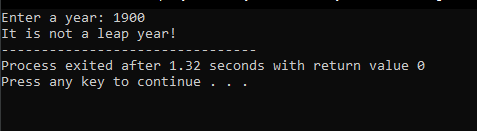 Enter a year: 1900
It is not a leap year!
--------------------------------
Process exited after 1.32 seconds with return value 0
Press any key to continue . . .